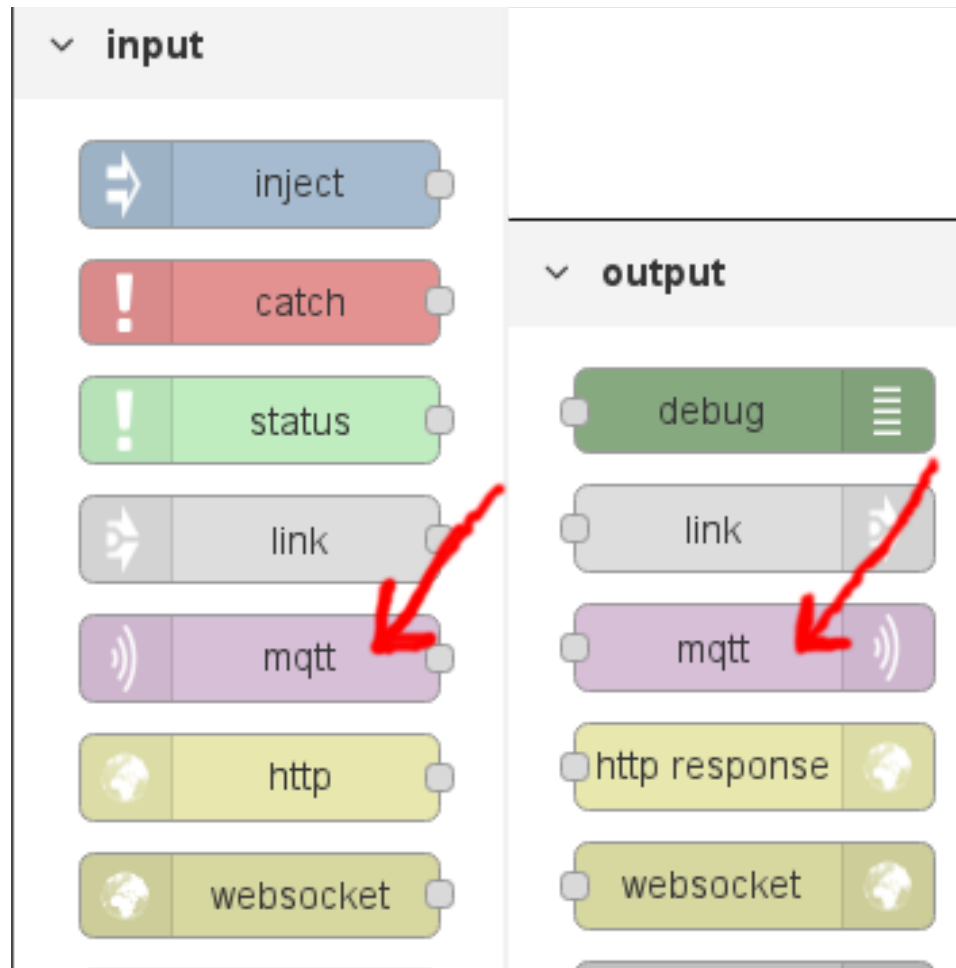 input
inject
catch
status
link
mqtt
http
websocket
output
debug
link
mqtt
http response
websocket